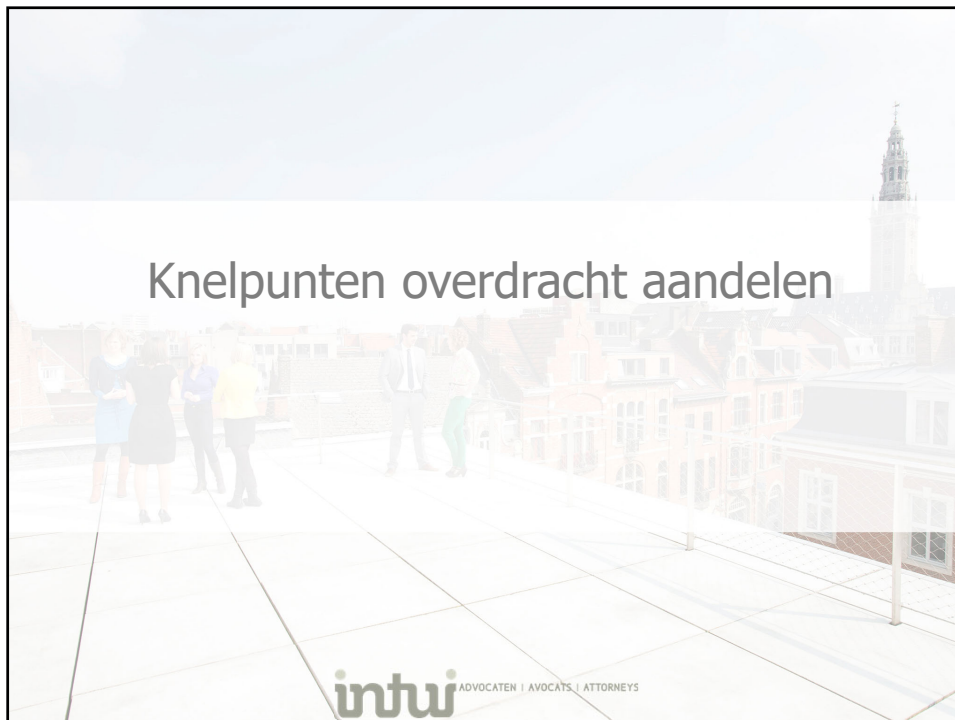 Knelpunten overdracht aandelen
intui ADVOCATEN | AVOCATS | ATTORNEYS